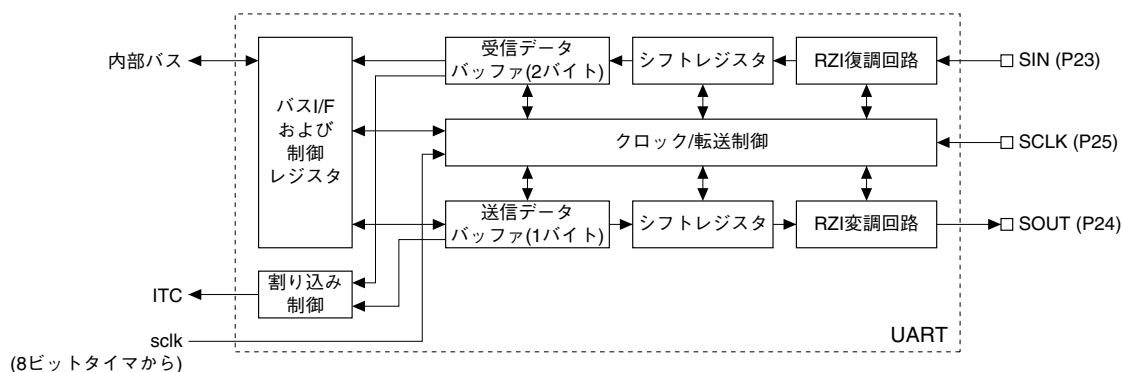 内部バス
バスI/F
および
制御
レジスタ
受信データ
バッファ(2バイト)
シフトレジスタ
RZI復調回路
SIN (P23)
クロック/転送制御
SCLK (P25)
送信データ
バッファ(1バイト)
シフトレジスタ
RZI変調回路
SOUT (P24)
ITC
割り込み
制御
sclk
(8ビットタイマから)
UART